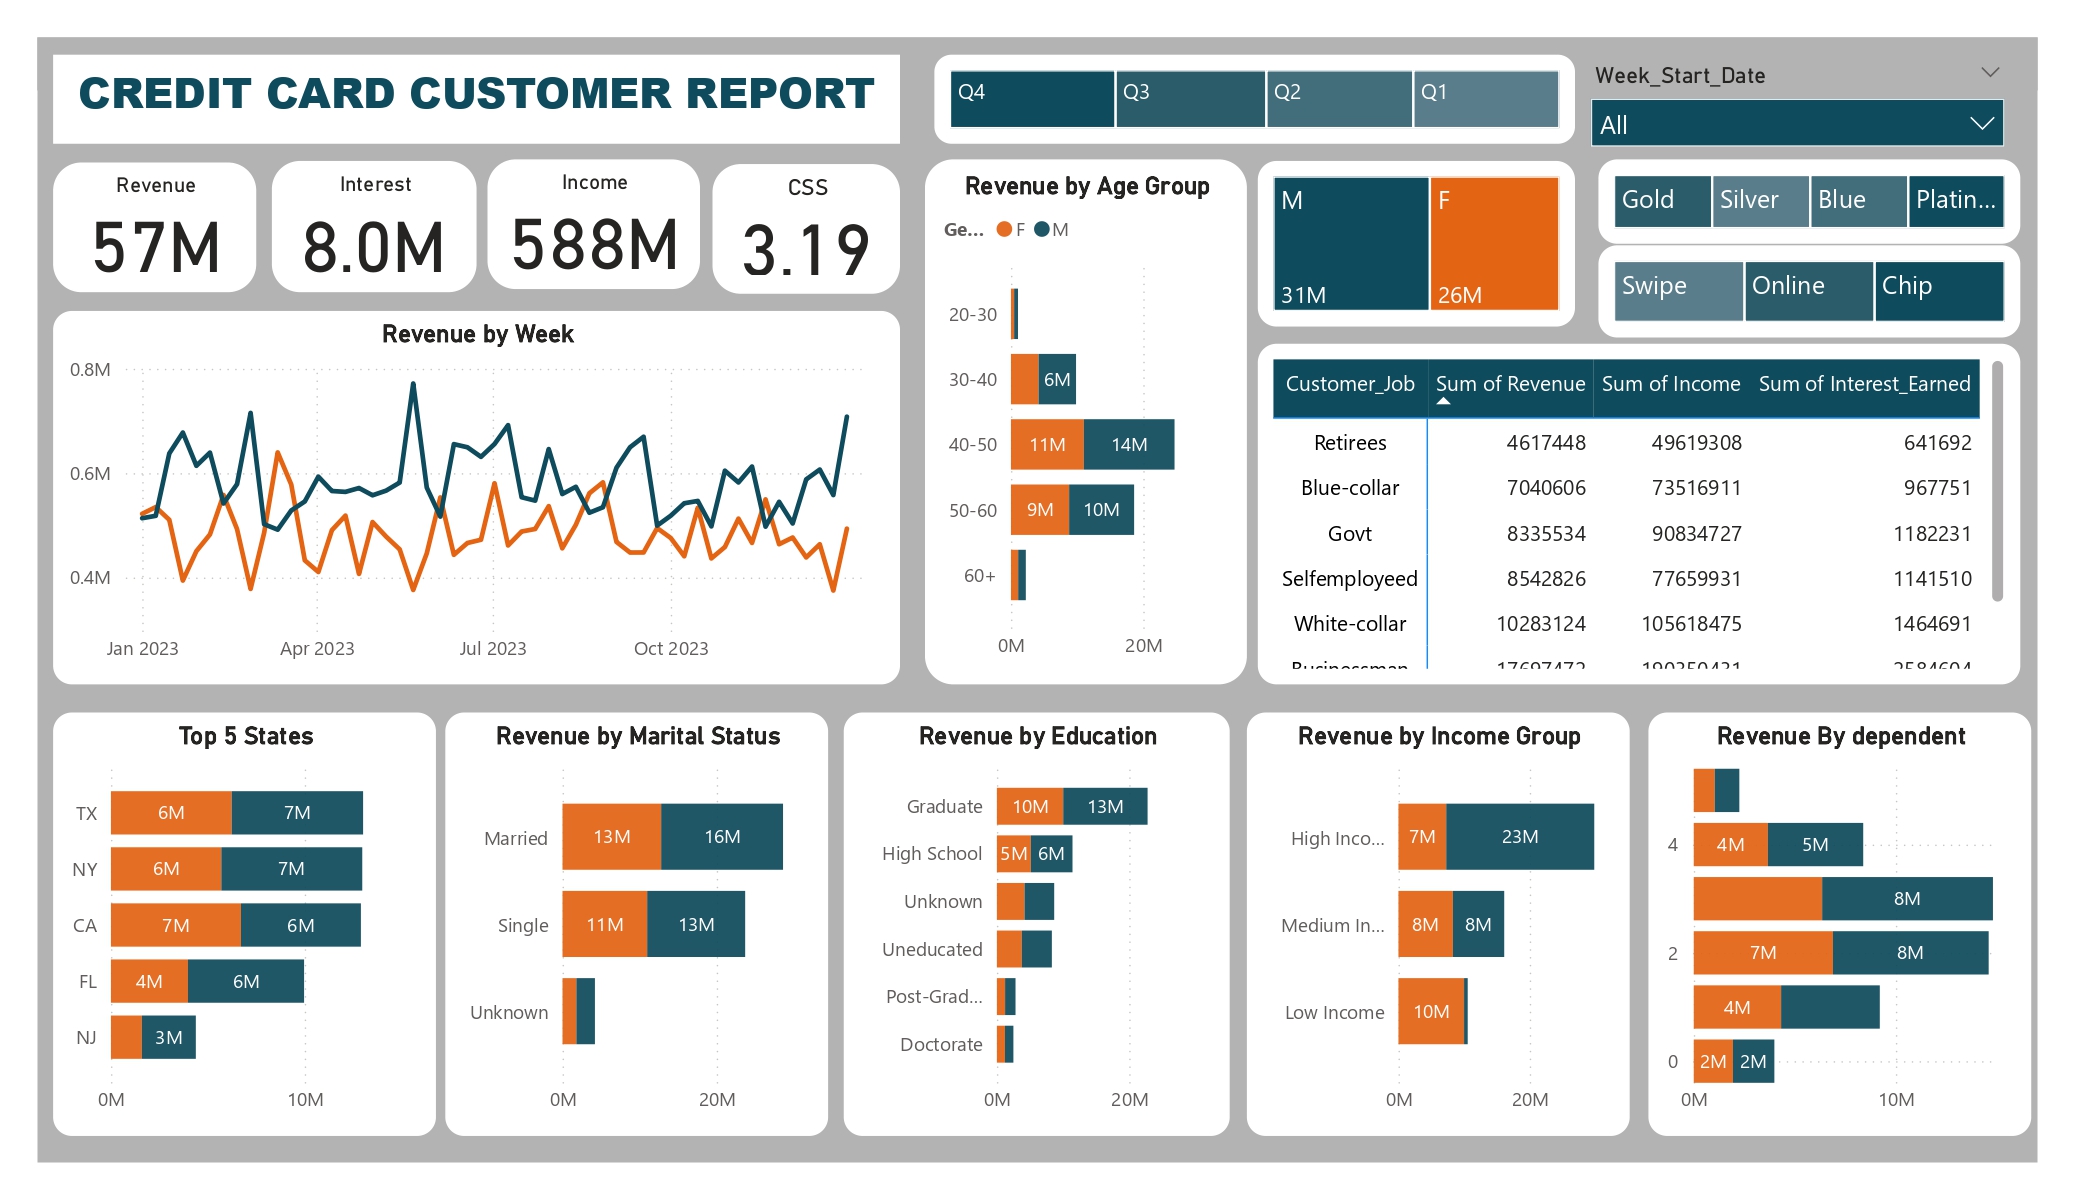 CREDIT CARD CUSTOMER REPORT
Q4 Q3 Q2 Q1
Week_Start_Date
All
Revenue
57M
Interest
8.0M
Income
588M
CSS
3.19
Revenue by Age Group
Ge... F M
20-30
30-40 6M
40-50 11M 14M
50-60 9M 10M
60+
0M 20M
M
31M
F
26M
Gold Silver Blue Platin...
Swipe Online Chip
Revenue by Week
0.8M
0.6M
0.4M
Jan 2023 Apr 2023 Jul 2023 Oct 2023
Customer_Job Sum of Revenue Sum of Income Sum of Interest_Earned
Retirees 4617448 49619308 641692
Blue-collar 7040606 73516911 967751
Govt 8335534 90834727 1182231
Selfemployeed 8542826 77659931 1141510
White-collar 10283124 105618475 1464691
Businessman 17697472 190350431 2584604
Top 5 States
TX 6M 7M
NY 6M 7M
CA 7M 6M
FL 4M 6M
NJ 3M
0M 10M
Revenue by Marital Status
Married 13M 16M
Single 11M 13M
Unknown
0M 20M
Revenue by Education
Graduate 10M 13M
High School 5M 6M
Unknown
Uneducated
Post-Grad...
Doctorate
0M 20M
Revenue by Income Group
High Inco... 7M 23M
Medium In... 8M 8M
Low Income 10M
0M 20M
Revenue By dependent
4 4M 5M
8M
2 7M 8M
4M
0 2M 2M
0M 10M